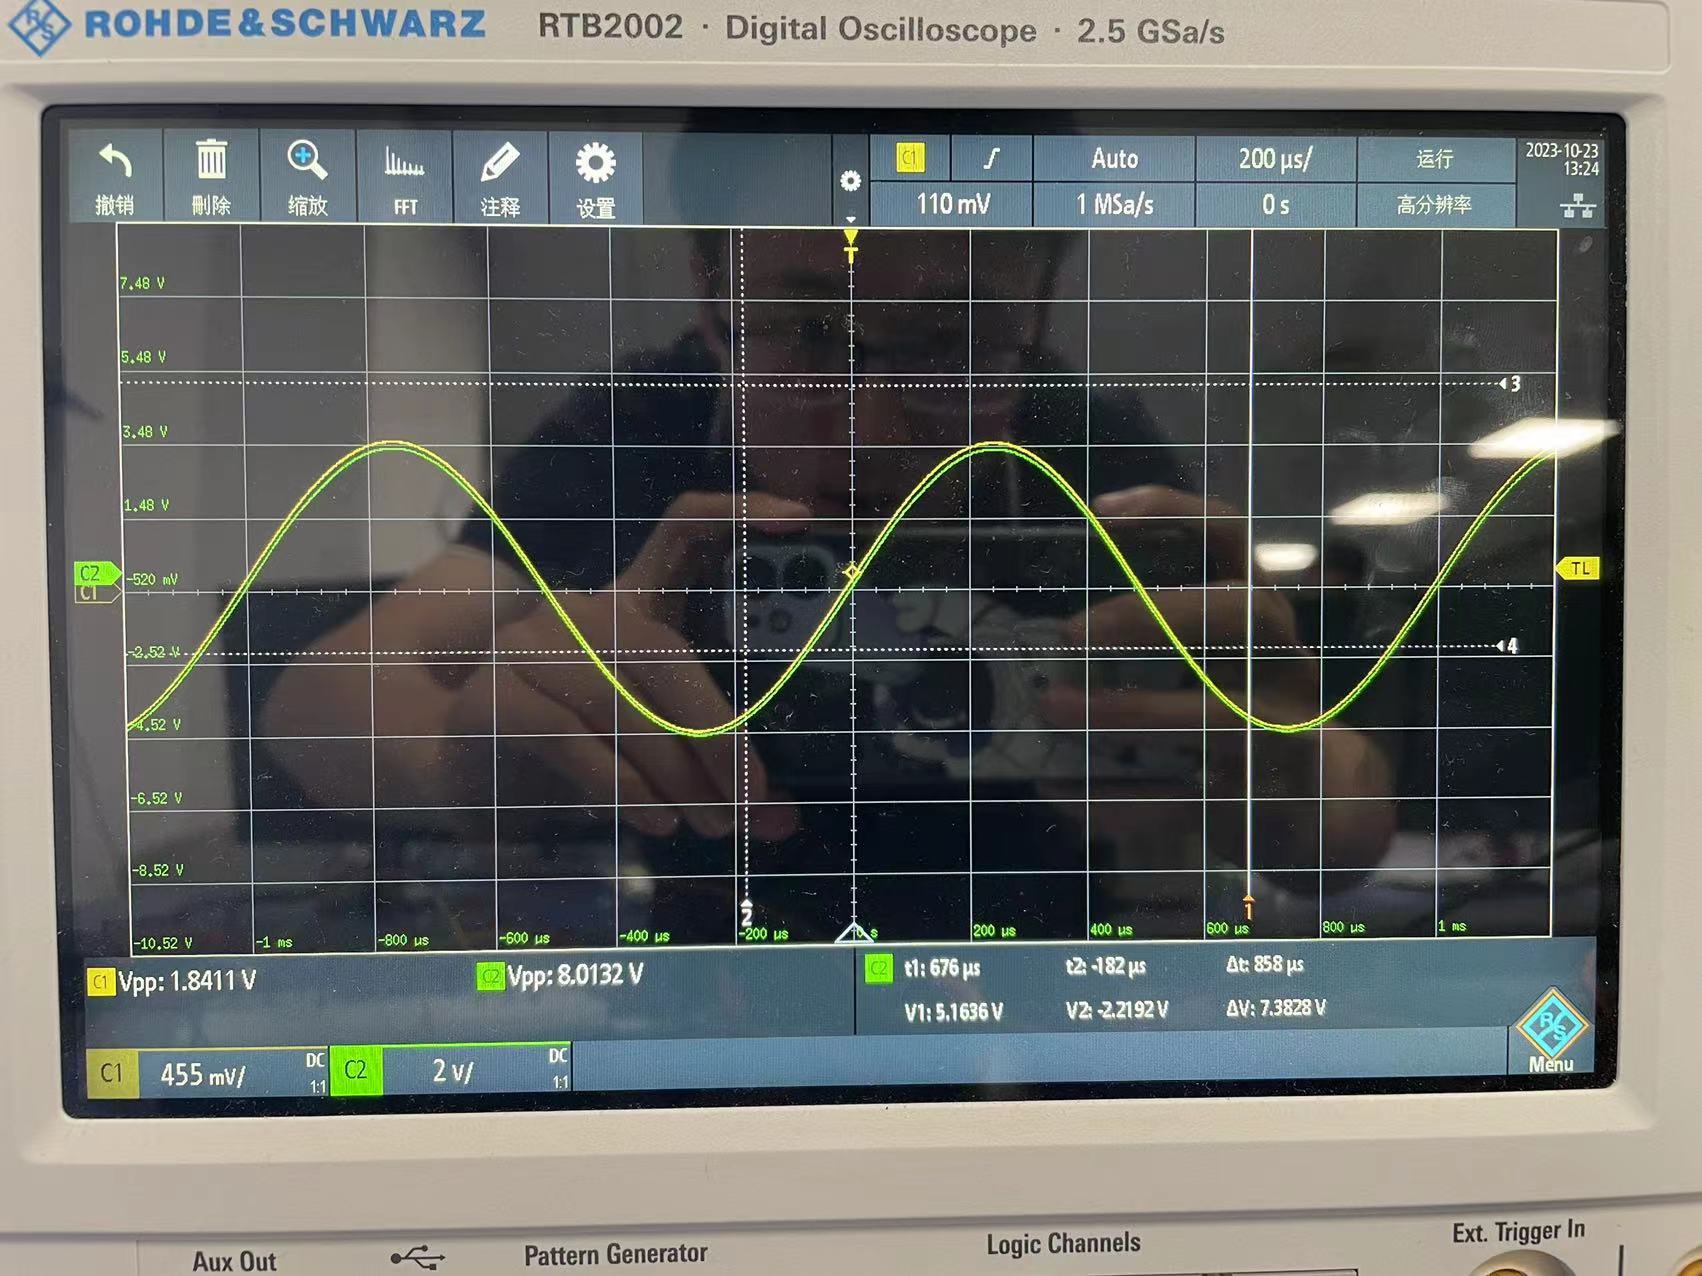 ROHDE & SCHWARZ RTB2002 · Digital Oscilloscope · 2.5 GSa/s
撤销 刪除 缩放 FFT 注释 设置
C1 Auto 200 µs/ 运行 2023-10-23
13:24
110 mV 1 MSa/s 0 s 高分辨率
T
7.48 V
5.48 V
3
3.48 V
1.48 V
C2 -520 mV TL
C1
-2.52 V 4
-4.52 V
-6.52 V
-8.52 V
2 1
-10.52 V -1 ms -800 µs -600 µs -400 µs -200 µs 0 s 200 µs 400 µs 600 µs 800 µs 1 ms
C1 Vpp: 1.8411 V C2 Vpp: 8.0132 V C2 t1: 676 µs t2: -182 µs Δt: 858 µs
V1: 5.1636 V V2: -2.2192 V ΔV: 7.3828 V
R S
Menu
C1 455 mV/ DC 1:1 C2 2 V/ DC 1:1
Aux Out Pattern Generator Logic Channels Ext. Trigger In